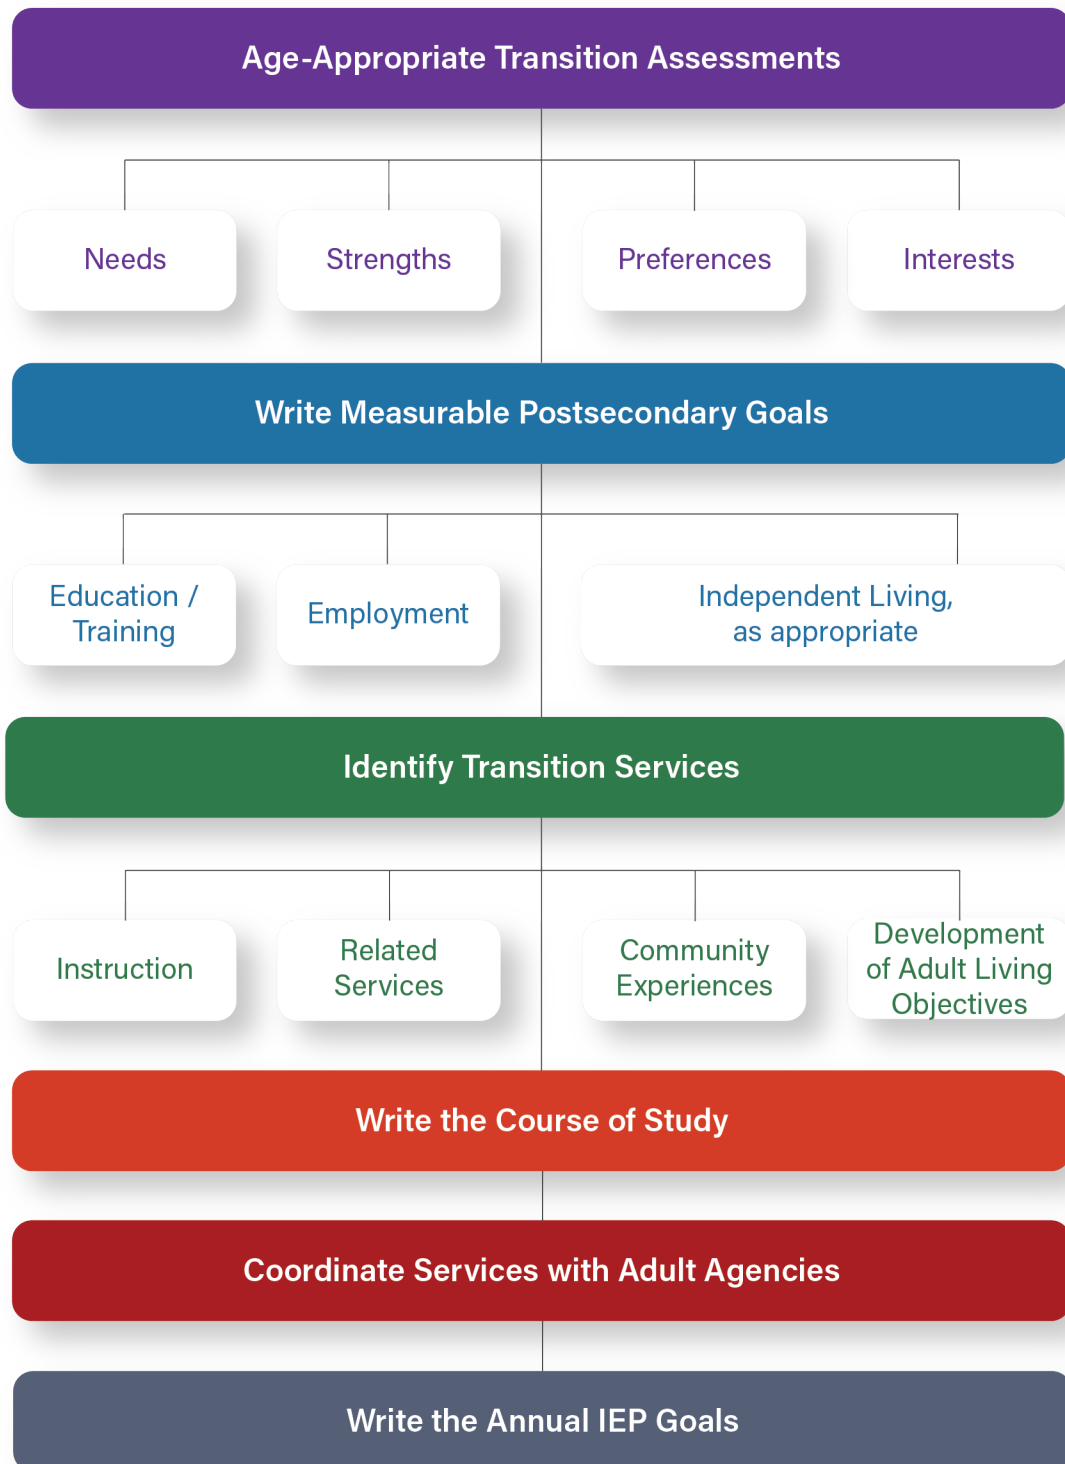 Age-Appropriate Transition Assessments
Needs
Strengths
Preferences
Interests
Write Measurable Postsecondary Goals
Education /
Training
Employment
Independent Living,
as appropriate
Identify Transition Services
Instruction
Related
Services
Community
Experiences
Development
of Adult Living
Objectives
Write the Course of Study
Coordinate Services with Adult Agencies
Write the Annual IEP Goals